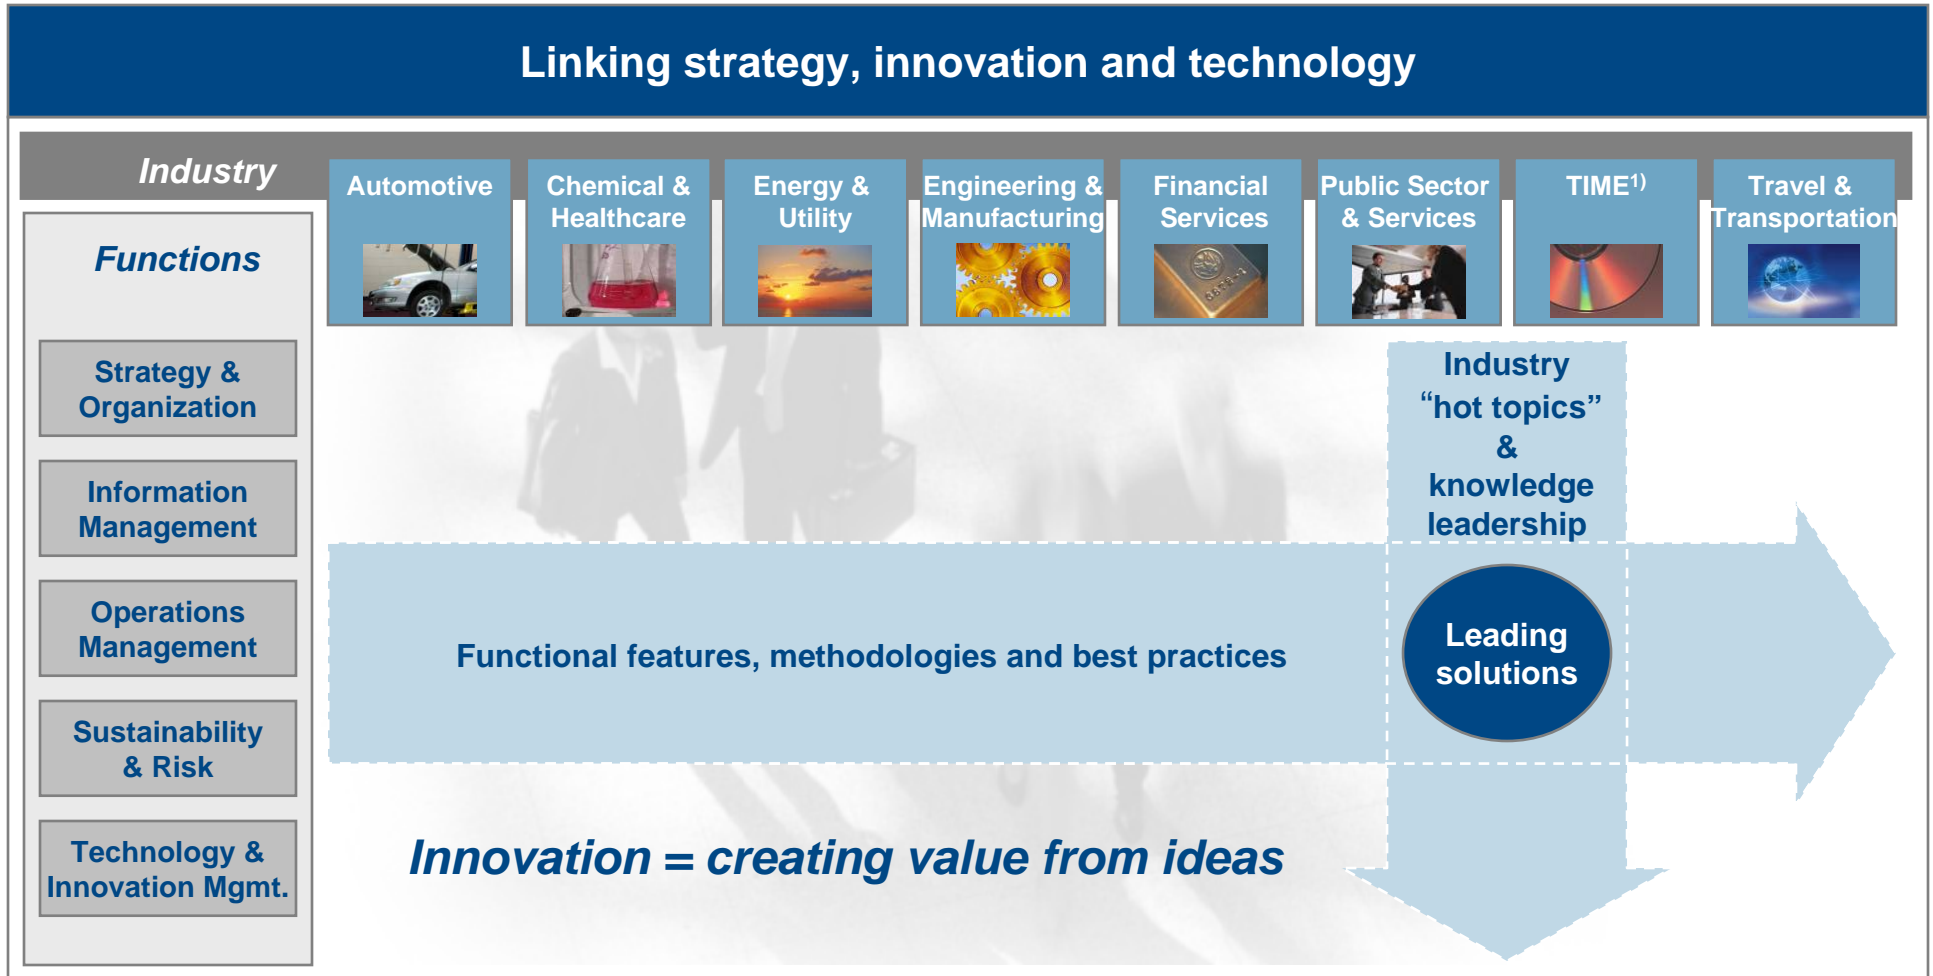 Linking strategy, innovation and technology
Industry
Automotive
Chemical &
Healthcare
Energy &
Utility
Engineering &
Manufacturing
Financial
Services
Public Sector
& Services
TIME1)
Travel &
Transportation
Functions
Strategy &
Organization
Information
Management
Operations
Management
Sustainability
& Risk
Technology &
Innovation Mgmt.
Industry
“hot topics”
&
knowledge
leadership
Functional features, methodologies and best practices
Leading
solutions
Innovation = creating value from ideas